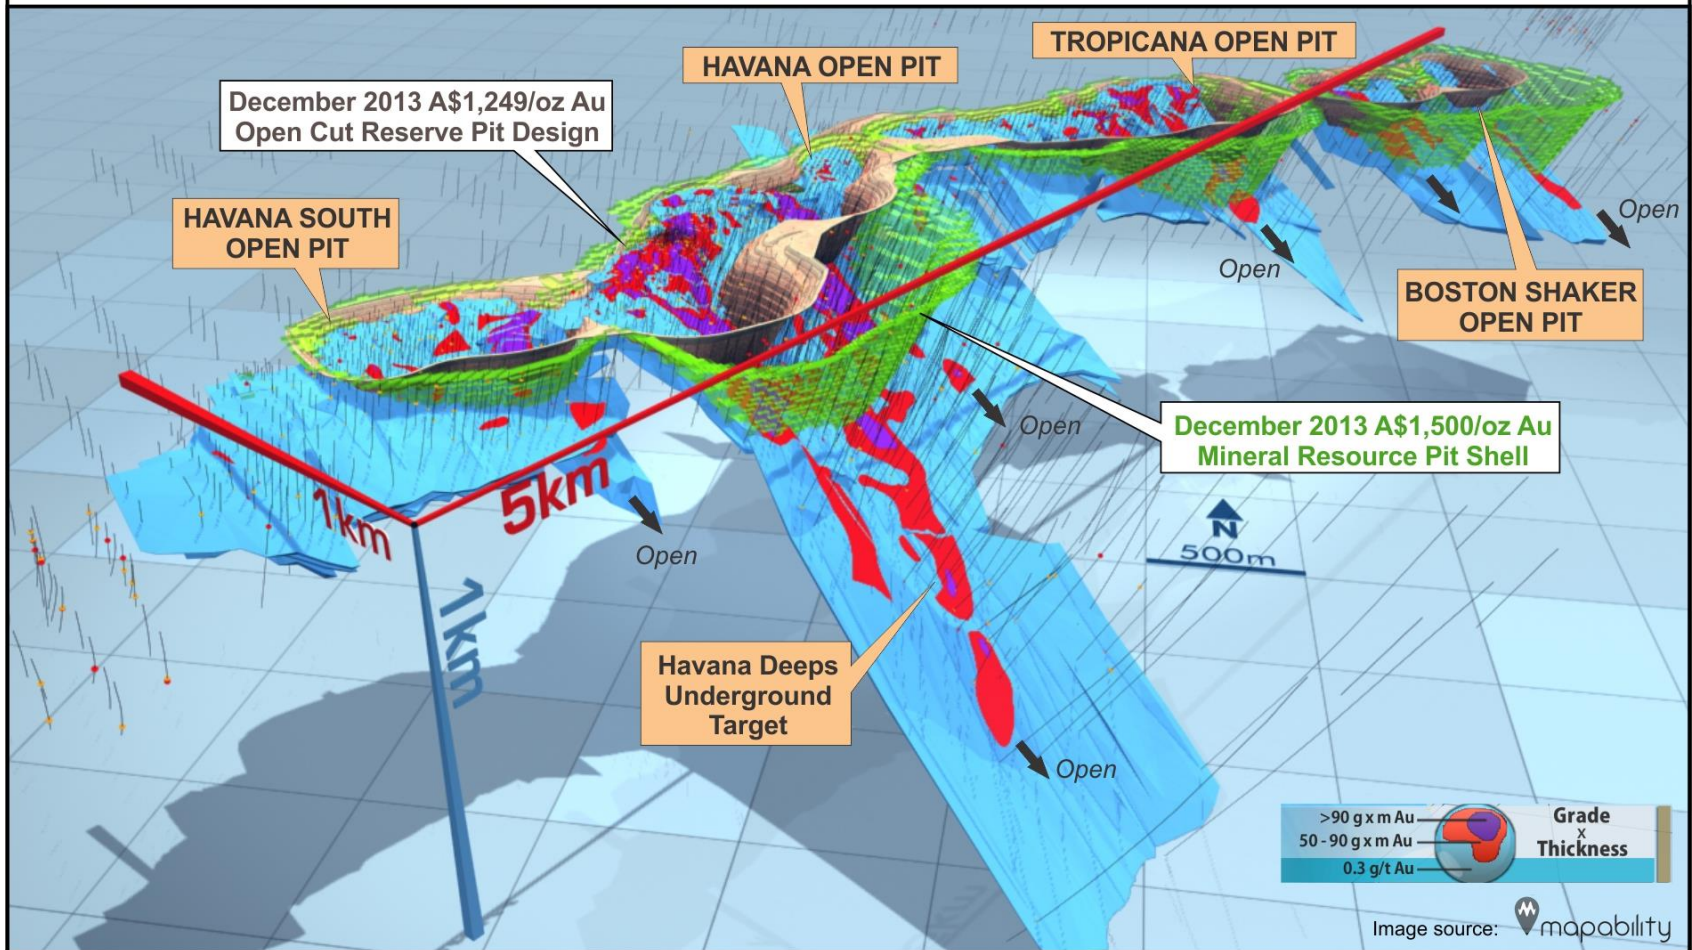 TROPICANA OPEN PIT
HAVANA OPEN PIT
December 2013 A$1,249/oz Au
Open Cut Reserve Pit Design
HAVANA SOUTH
OPEN PIT
Open
Open
BOSTON SHAKER
OPEN PIT
Open
December 2013 A$1,500/oz Au
Mineral Resource Pit Shell
1km
5km
Open
N
500m
1km
Havana Deeps
Underground
Target
Open
>90 g x m Au
50 - 90 g x m Au
0.3 g/t Au
Grade
x
Thickness
Image source: mapability